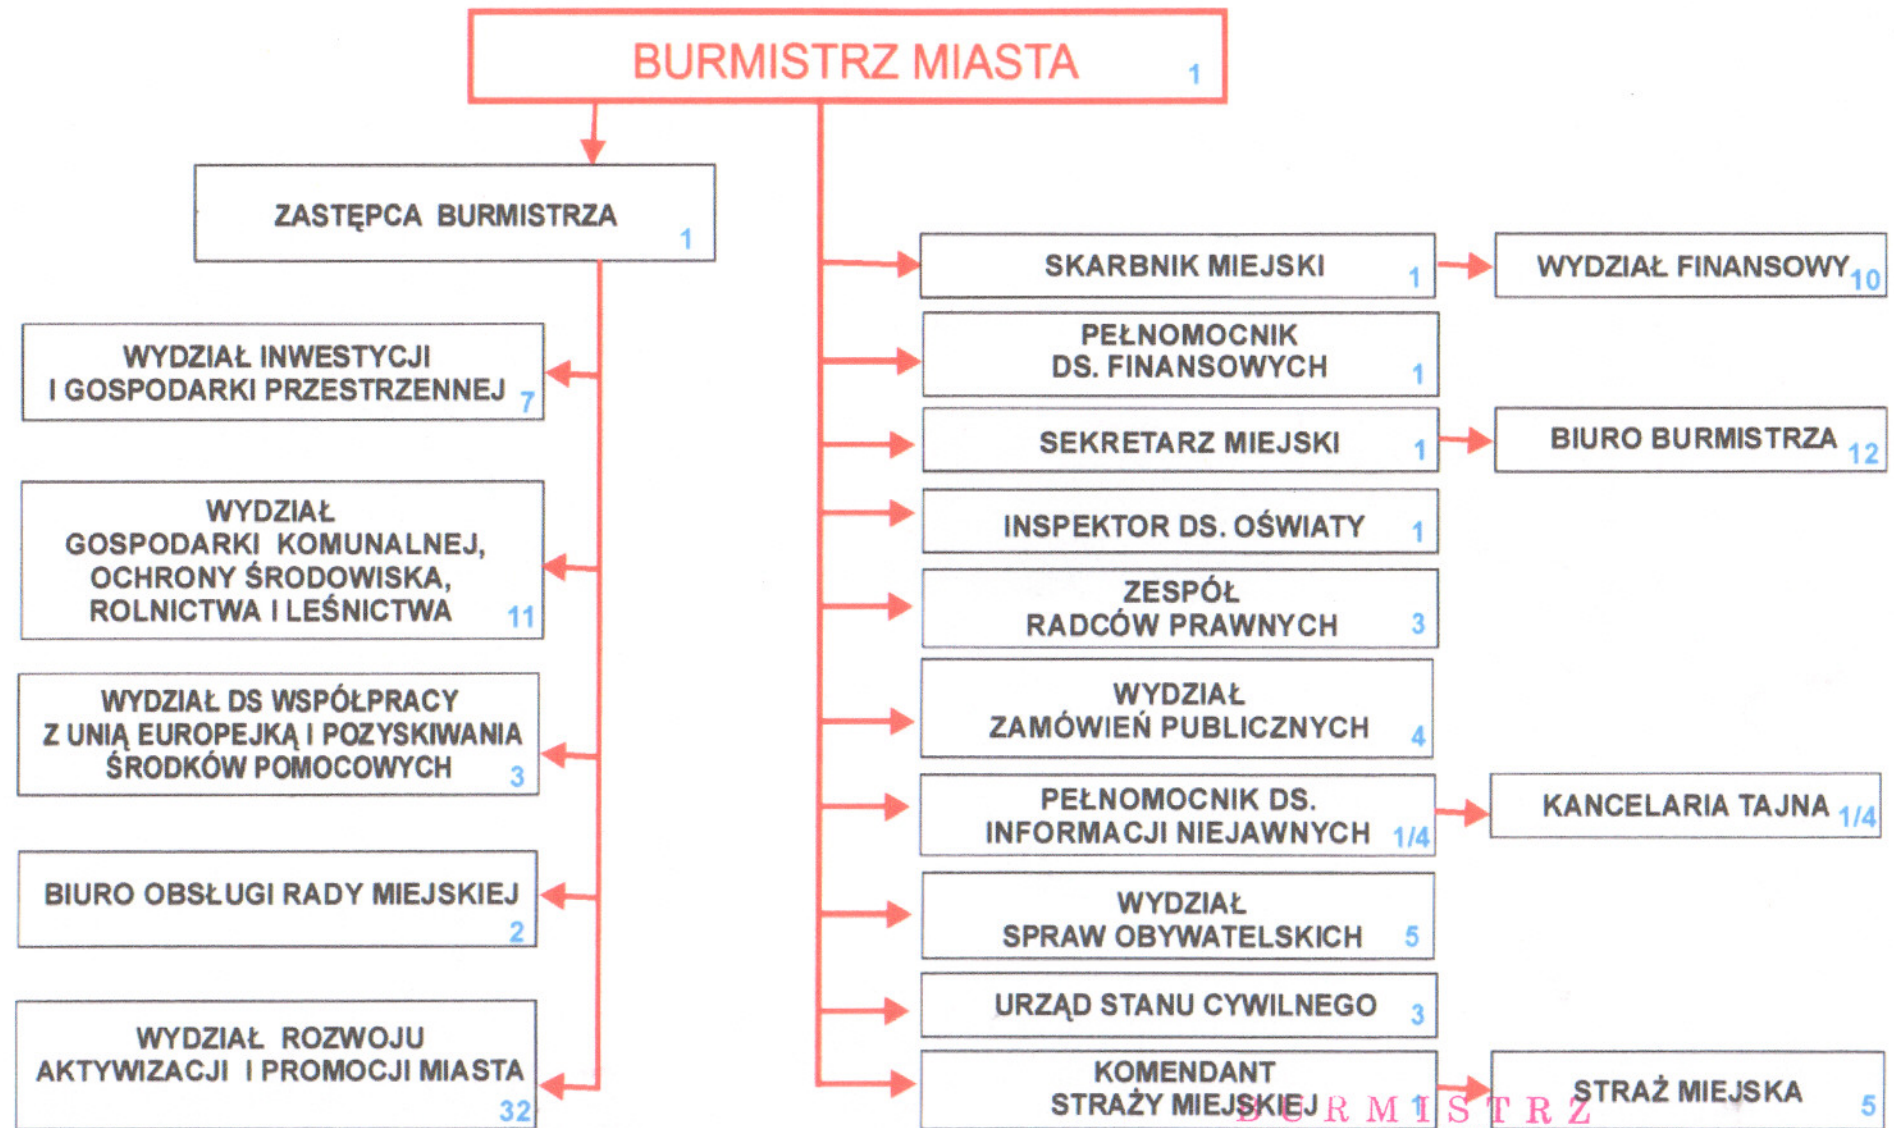 BURMISTRZ MIASTA 1
ZASTĘPCA BURMISTRZA 1
WYDZIAŁ INWESTYCJI
I GOSPODARKI PRZESTRZENNEJ 7
WYDZIAŁ
GOSPODARKI KOMUNALNEJ,
OCHRONY ŚRODOWISKA,
ROLNICTWA I LEŚNICTWA 11
WYDZIAŁ DS WSPÓŁPRACY
Z UNIĄ EUROPEJKĄ I POZYSKIWANIA
ŚRODKÓW POMOCOWYCH 3
BIURO OBSŁUGI RADY MIEJSKIEJ
2
WYDZIAŁ ROZWOJU
AKTYWIZACJI I PROMOCJI MIASTA
32
SKARBNIK MIEJSKI 1
WYDZIAŁ FINANSOWY 10
PEŁNOMOCNIK
DS. FINANSOWYCH 1
SEKRETARZ MIEJSKI 1
BIURO BURMISTRZA 12
INSPEKTOR DS. OŚWIATY 1
ZESPÓŁ
RADCÓW PRAWNYCH 3
WYDZIAŁ
ZAMÓWIEŃ PUBLICZNYCH 4
PEŁNOMOCNIK DS.
INFORMACJI NIEJAWNYCH 1/4
KANCELARIA TAJNA 1/4
WYDZIAŁ
SPRAW OBYWATELSKICH 5
URZĄD STANU CYWILNEGO 3
KOMENDANT
STRAŻY MIEJSKIEJ 1
STRAŻ MIEJSKA 5
BURMISTRZ